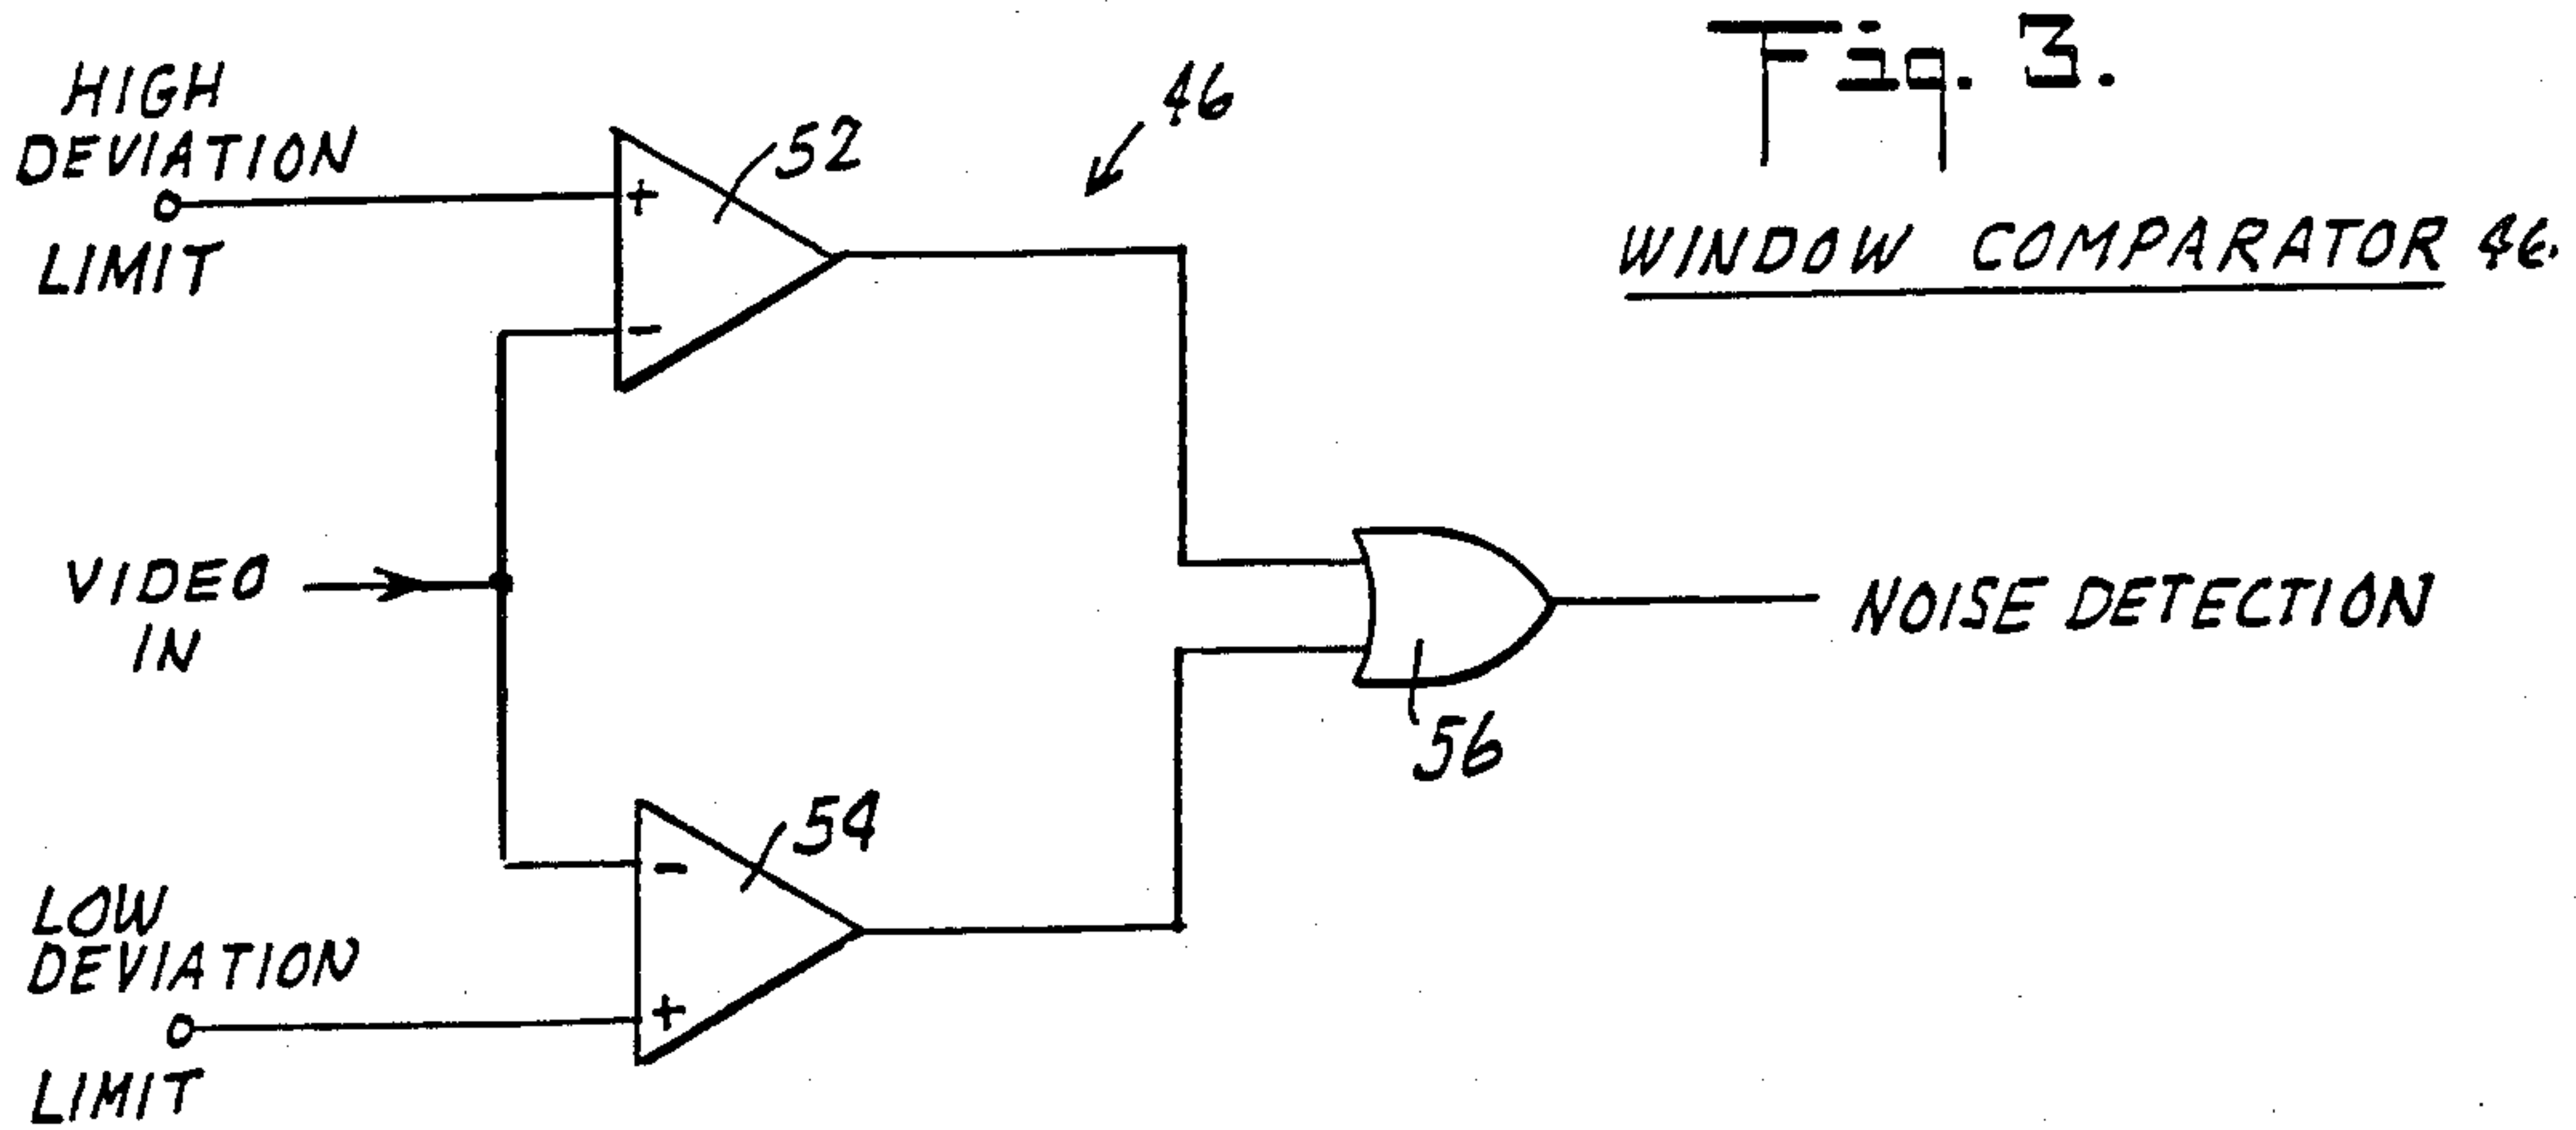 Fig. 3.
WINDOW COMPARATOR 46.
HIGH
DEVIATION
LIMIT
+
-
52
46
VIDEO
IN
NOISE DETECTION
56
LOW
DEVIATION
LIMIT
-
+
54